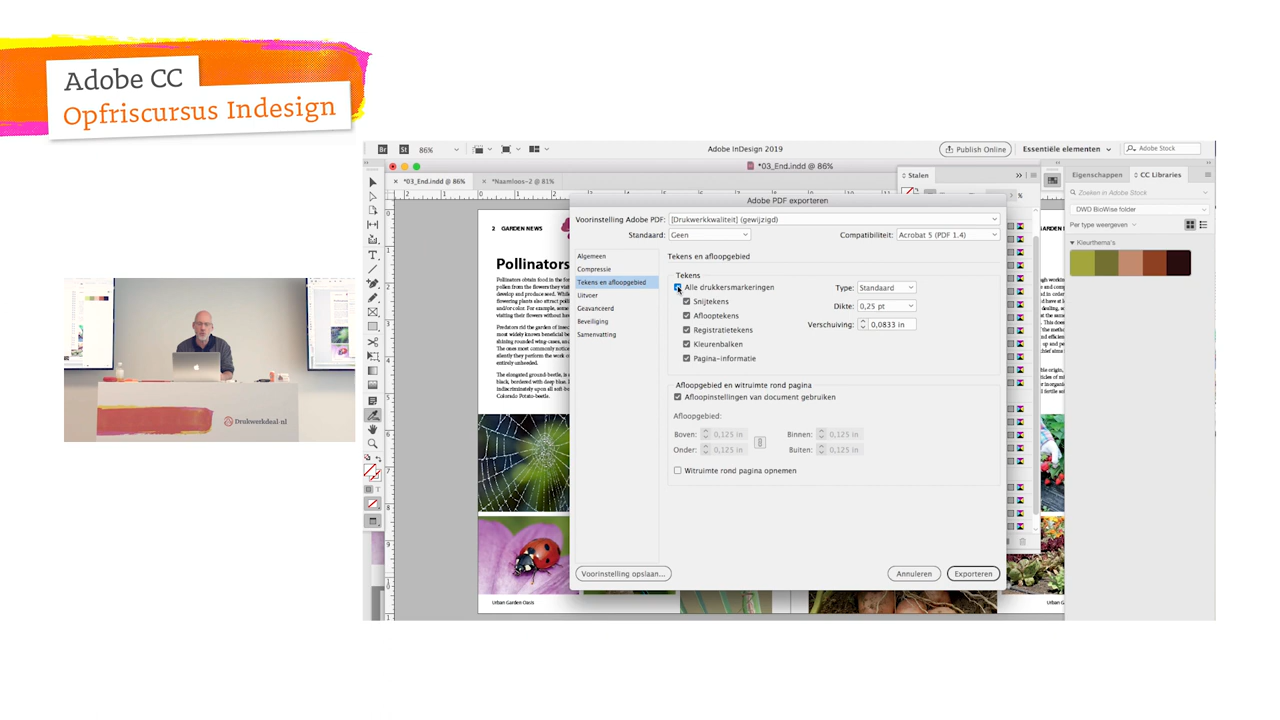 Adobe CC
Opfriscursus Indesign
Drukwerkdeal.nl
Br St 86%
Adobe InDesign 2019
Publish Online
Essentiële elementen
Adobe Stock
*03_End.indd @ 86%
× *03_End.indd @ 86%
× *Naamloos-2 @ 81%
Stalen
Eigenschappen
CC Libraries
Zoeken in Adobe Stock
DWD BioWise folder
Per type weergeven
Kleurthema's
2 GARDEN NEWS
Pollinators
Urban Garden Oasis
Adobe PDF exporteren
Voorinstelling Adobe PDF: [Drukwerkkwaliteit] (gewijzigd)
Standaard: Geen
Compatibiliteit: Acrobat 5 (PDF 1.4)
Algemeen
Compressie
Tekens en afloopgebied
Uitvoer
Geavanceerd
Beveiliging
Samenvatting
Tekens en afloopgebied
Tekens
Alle drukkersmarkeringen
Snijtekens
Aflooptekens
Registratietekens
Kleurenbalken
Pagina-informatie
Type: Standaard
Dikte: 0,25 pt
Verschuiving: 0,0833 in
Afloopgebied en witruimte rond pagina
Afloopinstellingen van document gebruiken
Afloopgebied:
Boven: 0,125 in
Binnen: 0,125 in
Onder: 0,125 in
Buiten: 0,125 in
Witruimte rond pagina opnemen
Voorinstelling opslaan...
Annuleren
Exporteren